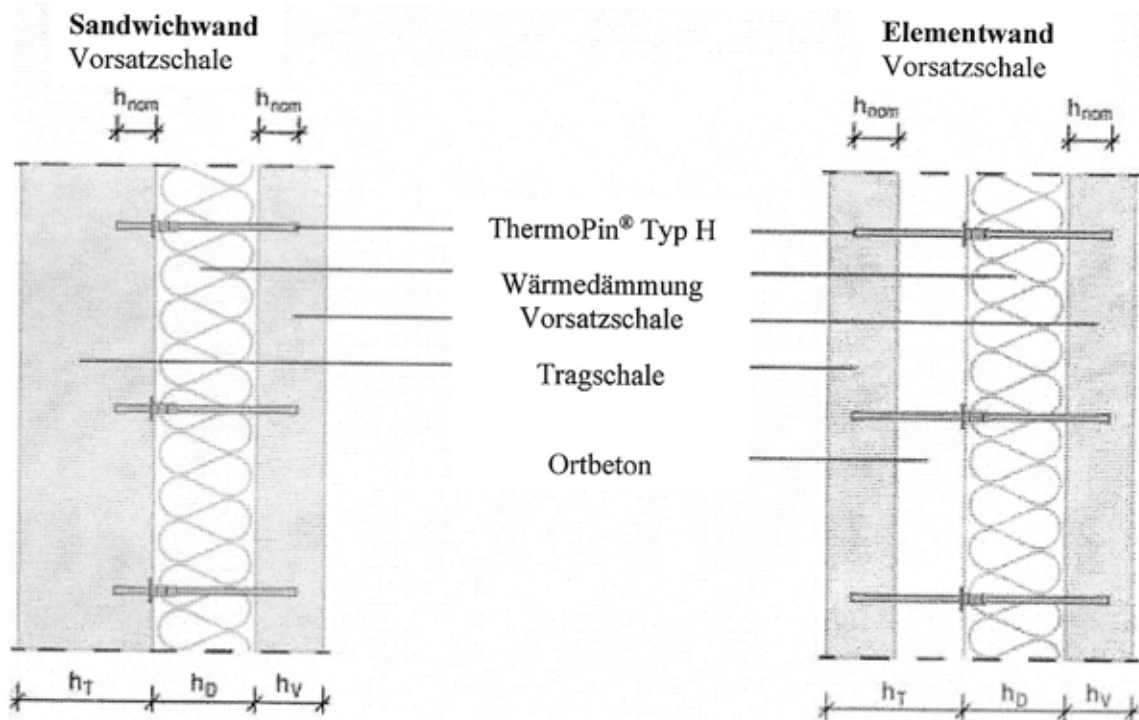 Sandwichwand
Vorsatzschale
h_nom h_nom
Elementwand
Vorsatzschale
h_nom h_nom
ThermoPin® Typ H
Wärmedämmung
Vorsatzschale
Tragschale
Ortbeton
h_T h_D h_V
h_T h_D h_V